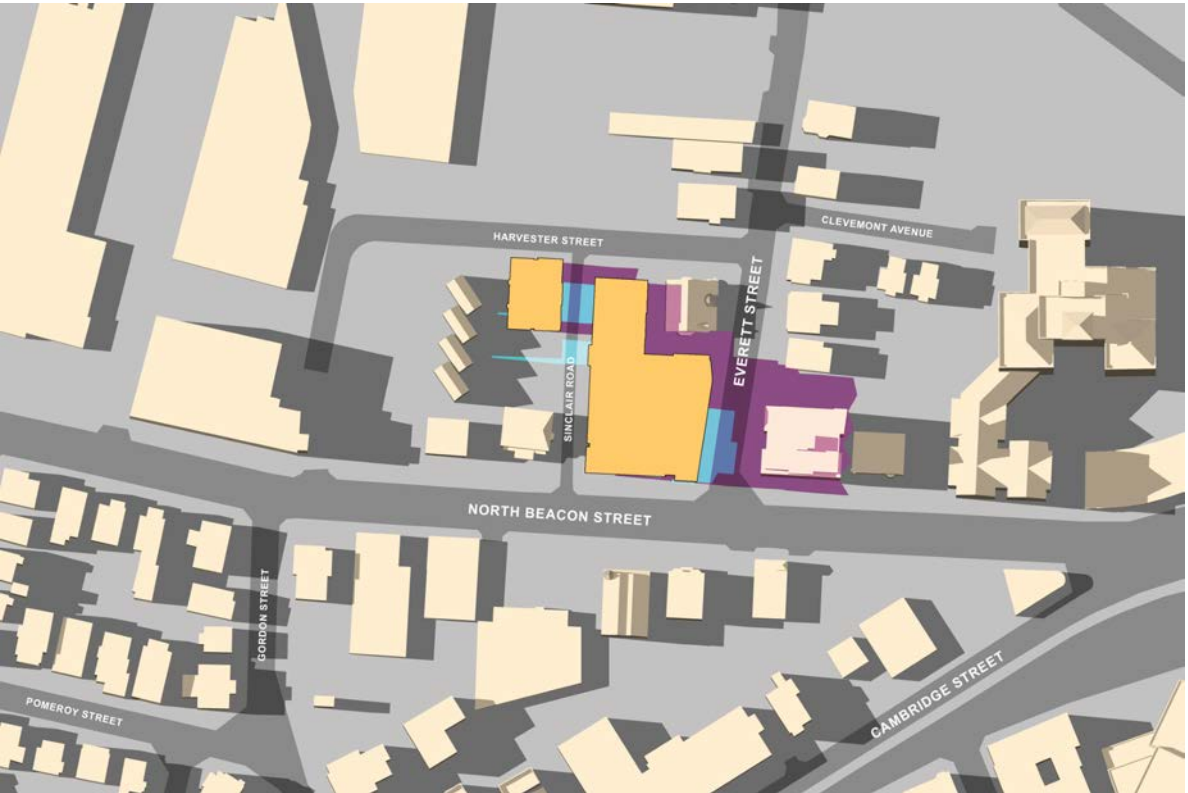 CLEVEMONT AVENUE
HARVESTER STREET
EVERETT STREET
SINCLAIR ROAD
NORTH BEACON STREET
GORDON STREET
CAMBRIDGE STREET
POMEROY STREET